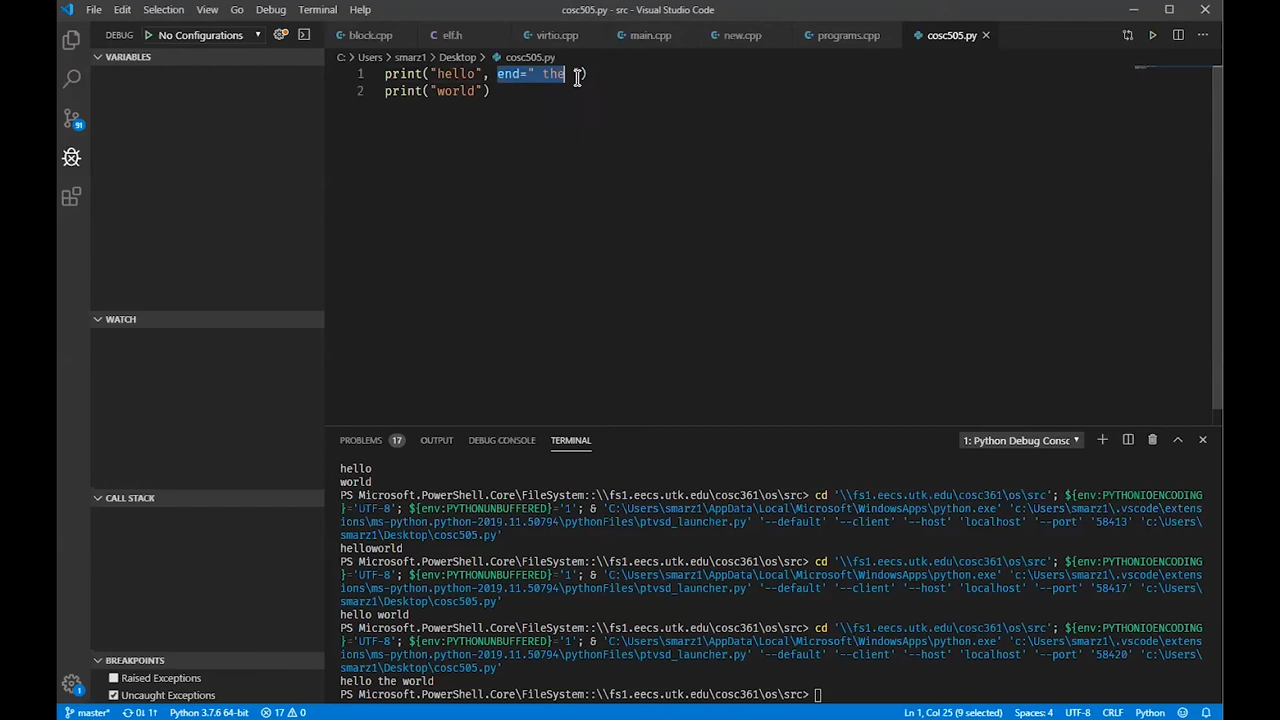 File Edit Selection View Go Debug Terminal Help
cosc505.py - src - Visual Studio Code
DEBUG No Configurations
block.cpp elf.h virtio.cpp main.cpp new.cpp programs.cpp cosc505.py
VARIABLES
C: > Users > smarz1 > Desktop > cosc505.py
1 print("hello", end=" the ")
2 print("world")
WATCH
CALL STACK
BREAKPOINTS
Raised Exceptions
Uncaught Exceptions
PROBLEMS 17 OUTPUT DEBUG CONSOLE TERMINAL
1: Python Debug Consc
hello
world
PS Microsoft.PowerShell.Core\FileSystem::\\fs1.eecs.utk.edu\cosc361\os\src> cd '\\fs1.eecs.utk.edu\cosc361\os\src'; ${env:PYTHONIOENCODING
}='UTF-8'; ${env:PYTHONUNBUFFERED}='1'; & 'C:\Users\smarz1\AppData\Local\Microsoft\WindowsApps\python.exe' 'c:\Users\smarz1\.vscode\extens
ions\ms-python.python-2019.11.50794\pythonFiles\ptvsd_launcher.py' '--default' '--client' '--host' 'localhost' '--port' '58413' 'c:\Users\
smarz1\Desktop\cosc505.py'
helloworld
PS Microsoft.PowerShell.Core\FileSystem::\\fs1.eecs.utk.edu\cosc361\os\src> cd '\\fs1.eecs.utk.edu\cosc361\os\src'; ${env:PYTHONIOENCODING
}='UTF-8'; ${env:PYTHONUNBUFFERED}='1'; & 'C:\Users\smarz1\AppData\Local\Microsoft\WindowsApps\python.exe' 'c:\Users\smarz1\.vscode\extens
ions\ms-python.python-2019.11.50794\pythonFiles\ptvsd_launcher.py' '--default' '--client' '--host' 'localhost' '--port' '58417' 'c:\Users\
smarz1\Desktop\cosc505.py'
hello world
PS Microsoft.PowerShell.Core\FileSystem::\\fs1.eecs.utk.edu\cosc361\os\src> cd '\\fs1.eecs.utk.edu\cosc361\os\src'; ${env:PYTHONIOENCODING
}='UTF-8'; ${env:PYTHONUNBUFFERED}='1'; & 'C:\Users\smarz1\AppData\Local\Microsoft\WindowsApps\python.exe' 'c:\Users\smarz1\.vscode\extens
ions\ms-python.python-2019.11.50794\pythonFiles\ptvsd_launcher.py' '--default' '--client' '--host' 'localhost' '--port' '58420' 'c:\Users\
smarz1\Desktop\cosc505.py'
hello the world
PS Microsoft.PowerShell.Core\FileSystem::\\fs1.eecs.utk.edu\cosc361\os\src>
91
1
master* 0↓ 1↑ Python 3.7.6 64-bit 17 0
Ln 1, Col 25 (9 selected) Spaces: 4 UTF-8 CRLF Python